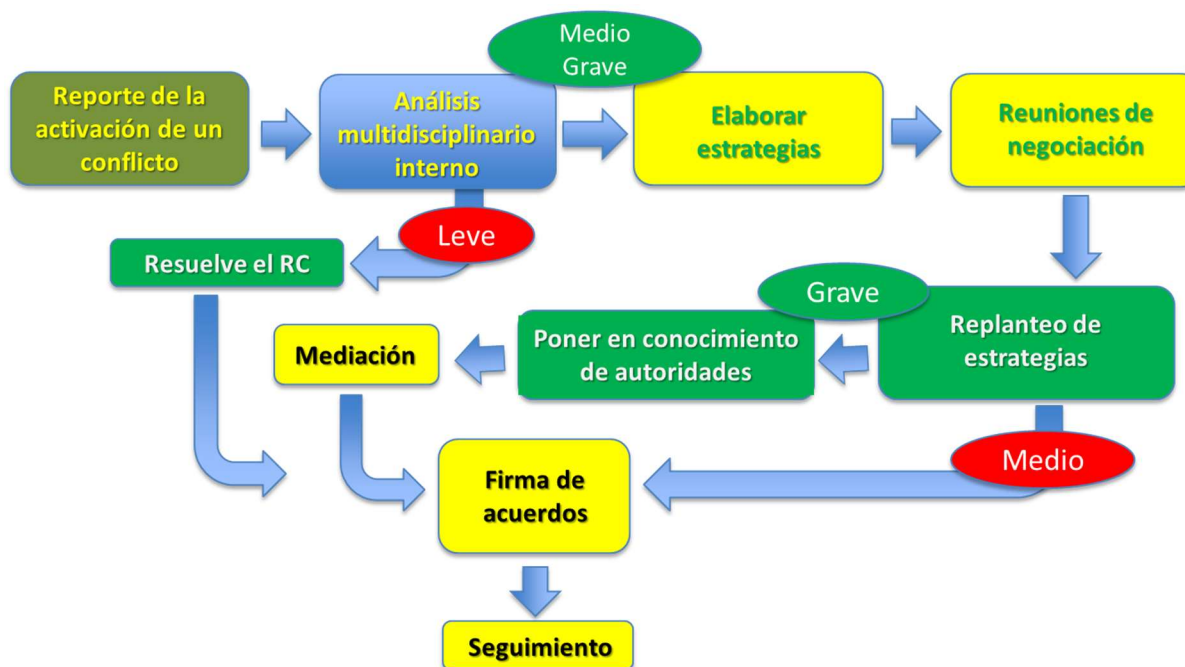 Medio
Grave
Reporte de la
activación de un
conflicto
Análisis
multidisciplinario
interno
Elaborar
estrategias
Reuniones de
negociación
Leve
Resuelve el RC
Grave
Mediación
Poner en conocimiento
de autoridades
Replanteo de
estrategias
Medio
Firma de
acuerdos
Seguimiento